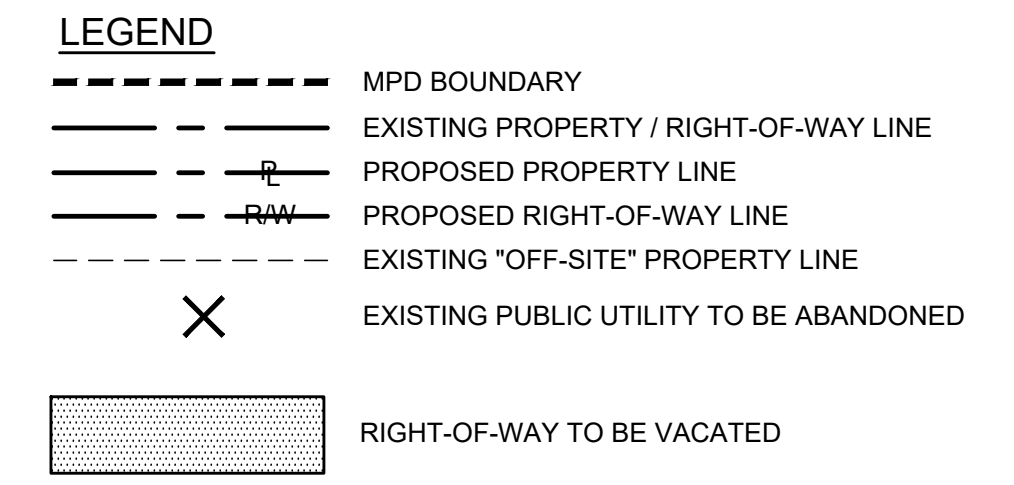 LEGEND
MPD BOUNDARY
EXISTING PROPERTY / RIGHT-OF-WAY LINE
PL PROPOSED PROPERTY LINE
R/W PROPOSED RIGHT-OF-WAY LINE
EXISTING "OFF-SITE" PROPERTY LINE
EXISTING PUBLIC UTILITY TO BE ABANDONED
RIGHT-OF-WAY TO BE VACATED